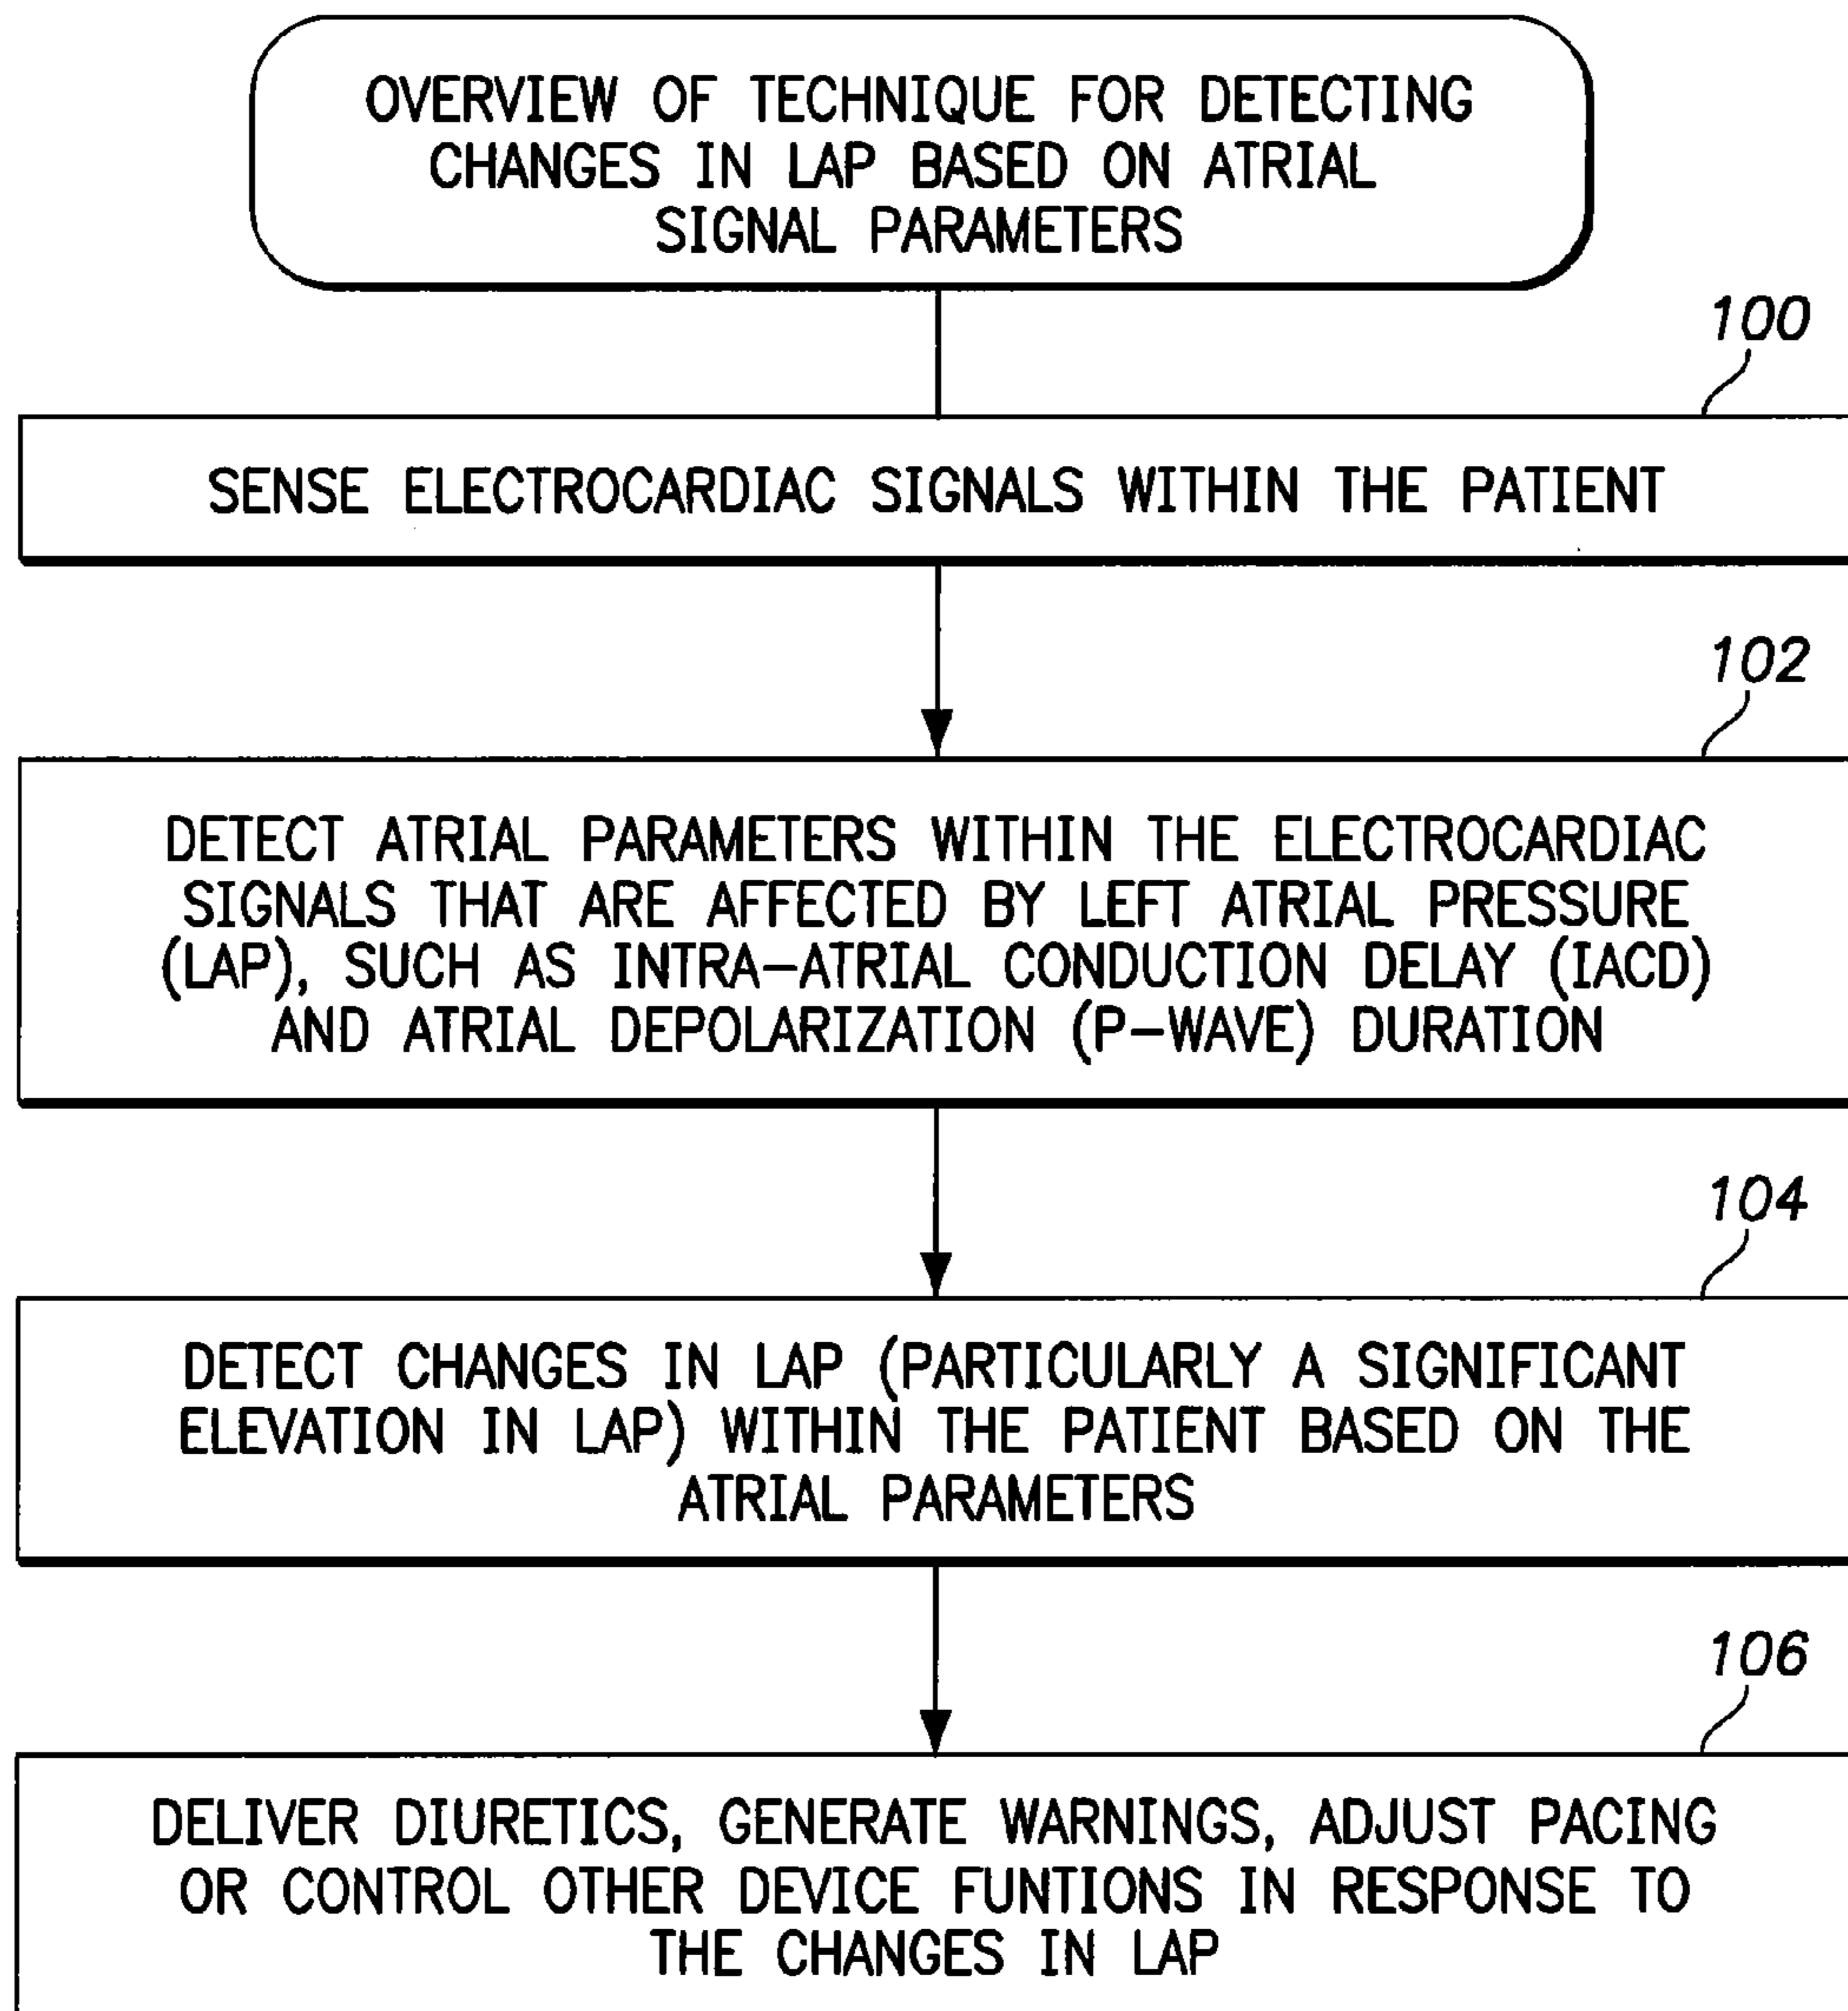 OVERVIEW OF TECHNIQUE FOR DETECTING
CHANGES IN LAP BASED ON ATRIAL
SIGNAL PARAMETERS
100
SENSE ELECTROCARDIAC SIGNALS WITHIN THE PATIENT
102
DETECT ATRIAL PARAMETERS WITHIN THE ELECTROCARDIAC
SIGNALS THAT ARE AFFECTED BY LEFT ATRIAL PRESSURE
(LAP), SUCH AS INTRA-ATRIAL CONDUCTION DELAY (IACD)
AND ATRIAL DEPOLARIZATION (P-WAVE) DURATION
104
DETECT CHANGES IN LAP (PARTICULARLY A SIGNIFICANT
ELEVATION IN LAP) WITHIN THE PATIENT BASED ON THE
ATRIAL PARAMETERS
106
DELIVER DIURETICS, GENERATE WARNINGS, ADJUST PACING
OR CONTROL OTHER DEVICE FUNTIONS IN RESPONSE TO
THE CHANGES IN LAP